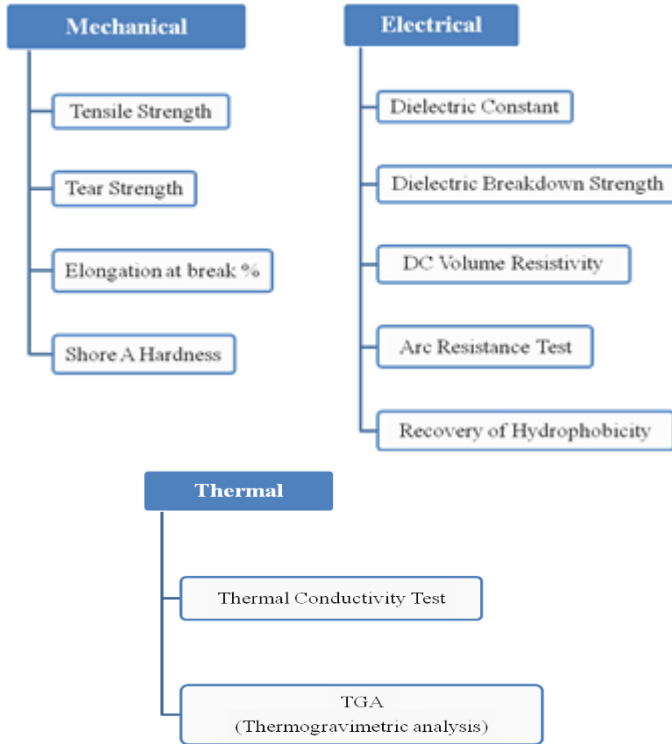 Mechanical
Tensile Strength
Tear Strength
Elongation at break %
Shore A Hardness
Electrical
Dielectric Constant
Dielectric Breakdown Strength
DC Volume Resistivity
Arc Resistance Test
Recovery of Hydrophobicity
Thermal
Thermal Conductivity Test
TGA
(Thermogravimetric analysis)